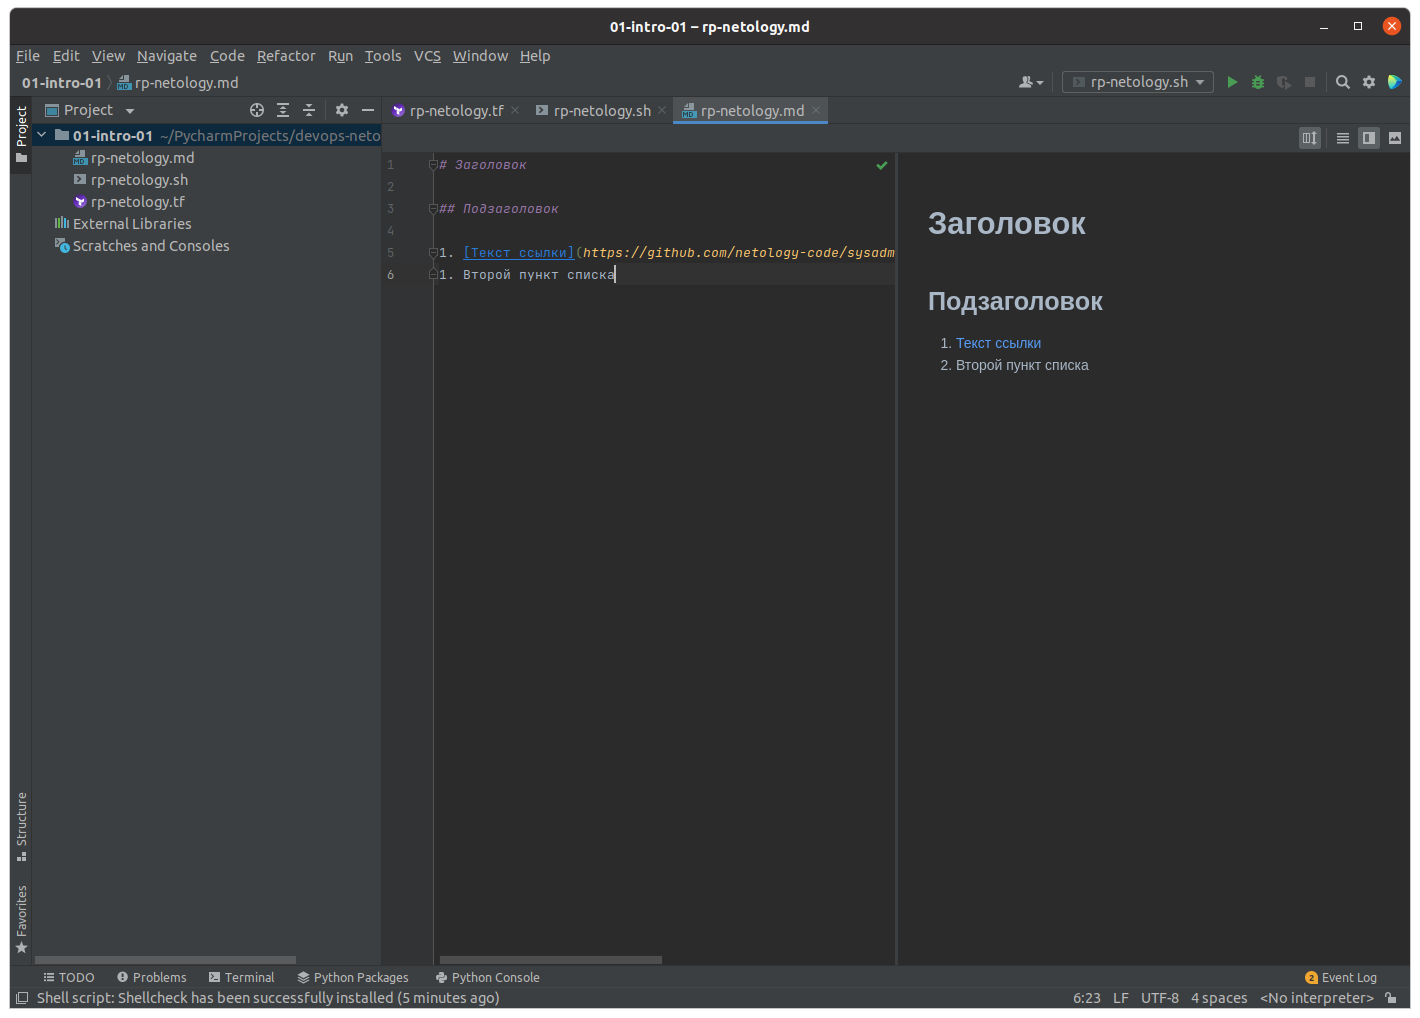 01-intro-01 – rp-netology.md
File Edit View Navigate Code Refactor Run Tools VCS Window Help
01-intro-01 rp-netology.md
rp-netology.sh
Project
rp-netology.tf
rp-netology.sh
rp-netology.md
Project
01-intro-01 ~/PycharmProjects/devops-neto
rp-netology.md
rp-netology.sh
rp-netology.tf
External Libraries
Scratches and Consoles
1 # Заголовок
2
3 ## Подзаголовок
4
5 1. [Текст ссылки](https://github.com/netology-code/sysadm
6 1. Второй пункт списка
Заголовок
Подзаголовок
1. Текст ссылки
2. Второй пункт списка
Structure
Favorites
TODO Problems Terminal Python Packages Python Console
2 Event Log
Shell script: Shellcheck has been successfully installed (5 minutes ago)
6:23 LF UTF-8 4 spaces <No interpreter>